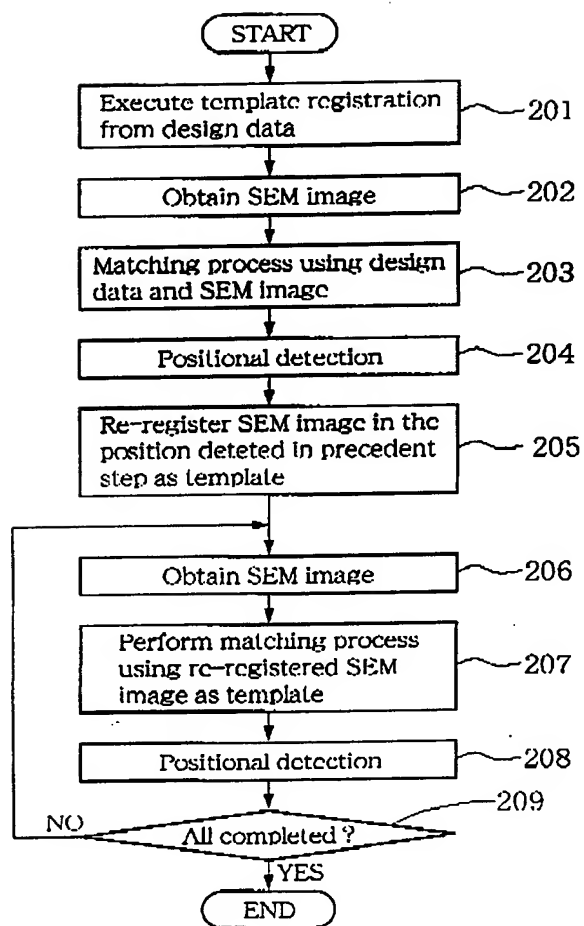 START
Execute template registration
from design data
201
Obtain SEM image
202
Matching process using design
data and SEM image
203
Positional detection
204
Re-register SEM image in the
position deteted in precedent
step as template
205
Obtain SEM image
206
Perform matching process
using re-registered SEM
image as template
207
Positional detection
208
209
NO
All completed ?
YES
END